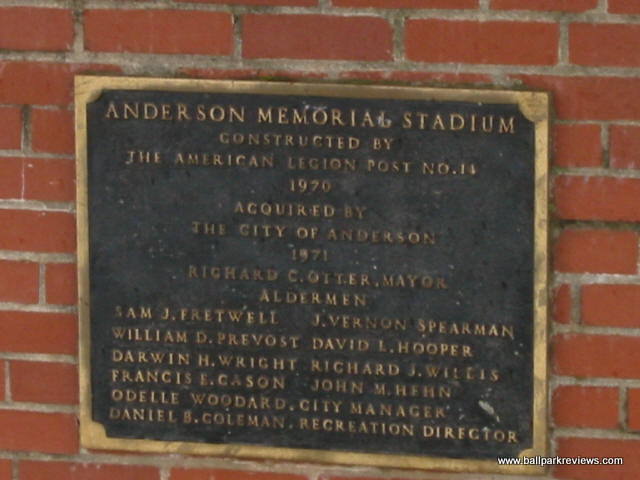 ANDERSON MEMORIAL STADIUM
CONSTRUCTED BY
THE AMERICAN LEGION POST NO. 14
1970
ACQUIRED BY
THE CITY OF ANDERSON
1971
RICHARD C. OTTER, MAYOR
ALDERMEN
SAM J. FRETWELL J. VERNON SPEARMAN
WILLIAM D. PREVOST DAVID L. HOOPER
DARWIN H. WRIGHT RICHARD J. WILLIS
FRANCIS E. CASON JOHN M. HEHN
ODELLE WOODARD, CITY MANAGER
DANIEL B. COLEMAN, RECREATION DIRECTOR
www.ballparkreviews.com